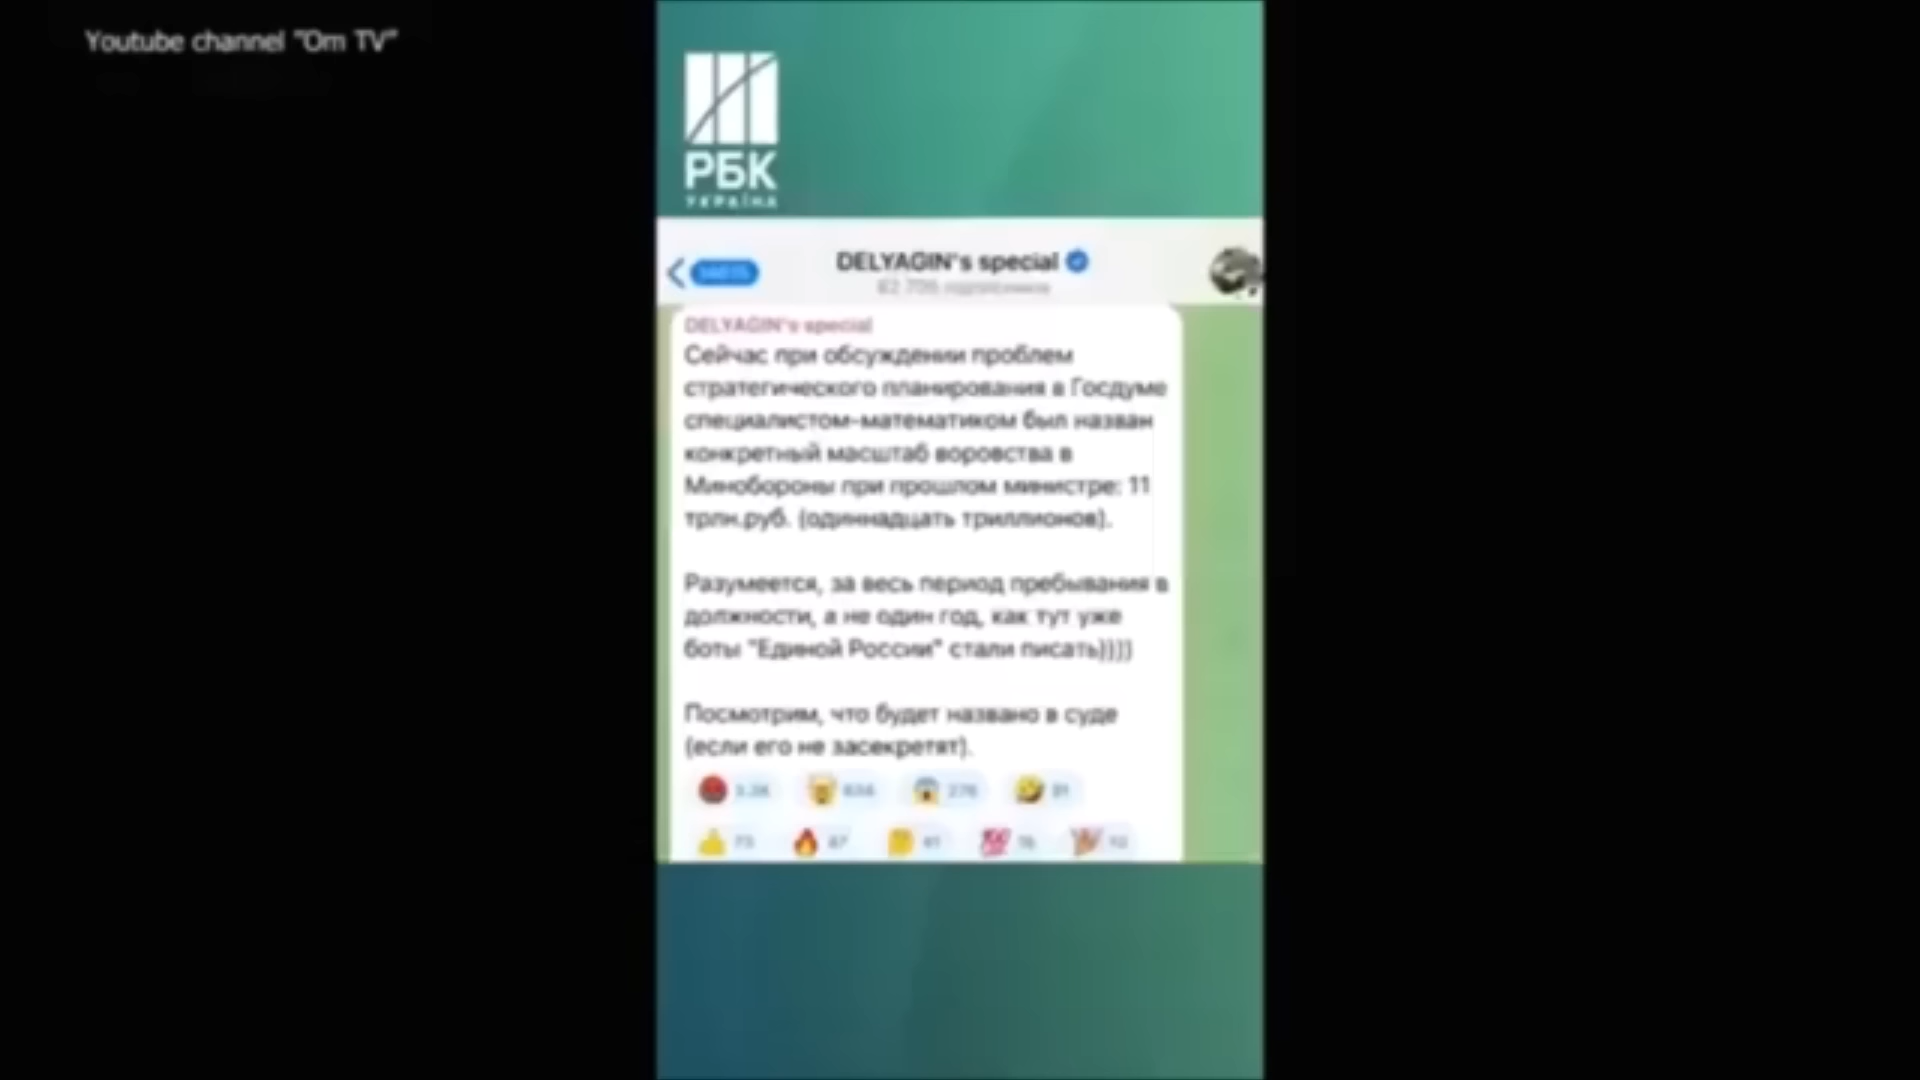 Youtube channel "Om TV"
РБК
УКРАЇНА
DELYAGIN's special
DELYAGIN's special
Сейчас при обсуждении проблем
стратегического планирования в Госдуме
специалистом-математиком был назван
конкретный масштаб воровства в
Минобороны при прошлом министре: 11
трлн.руб. (одиннадцать триллионов).
Разумеется, за весь период пребывания в
должности, а не один год, как тут уже
боты "Единой России" стали писать))))
Посмотрим, что будет названо в суде
(если его не засекретят).
276